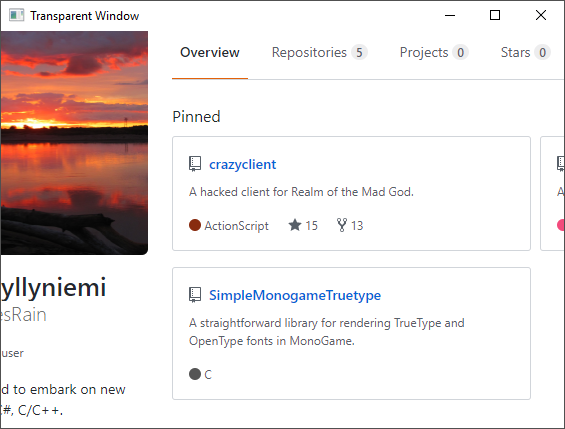 Transparent Window
Overview Repositories 5 Projects 0 Stars 0
Pinned
crazyclient
A hacked client for Realm of the Mad God.
ActionScript 15 13
A
SimpleMonogameTruetype
A straightforward library for rendering TrueType and
OpenType fonts in MonoGame.
C
yllyniemi
esRain
user
d to embark on new
C#, C/C++.